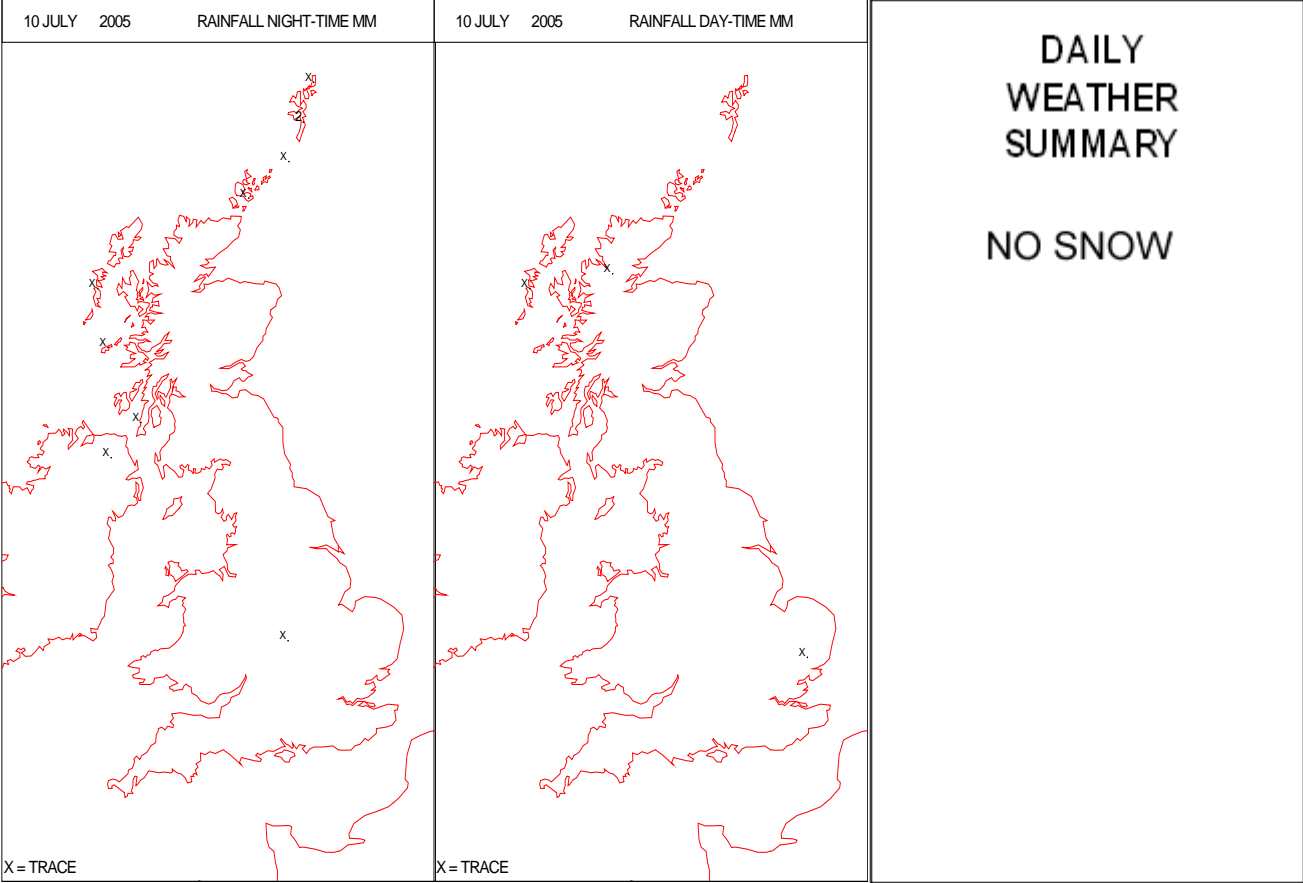 10 JULY 2005 RAINFALL NIGHT-TIME MM
X
2
X
X
X
X
X
X
X
X = TRACE
10 JULY 2005 RAINFALL DAY-TIME MM
X
X
X
X = TRACE
DAILY
WEATHER
SUMMARY
NO SNOW